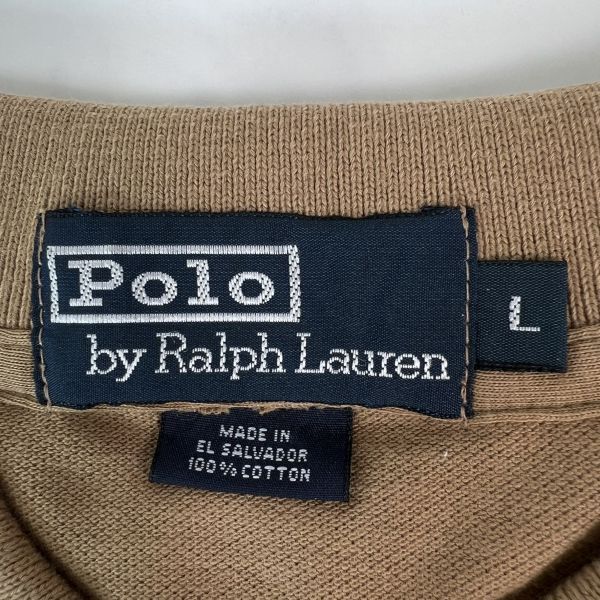 Polo
by Ralph Lauren
L
MADE IN
EL SALVADOR
100% COTTON